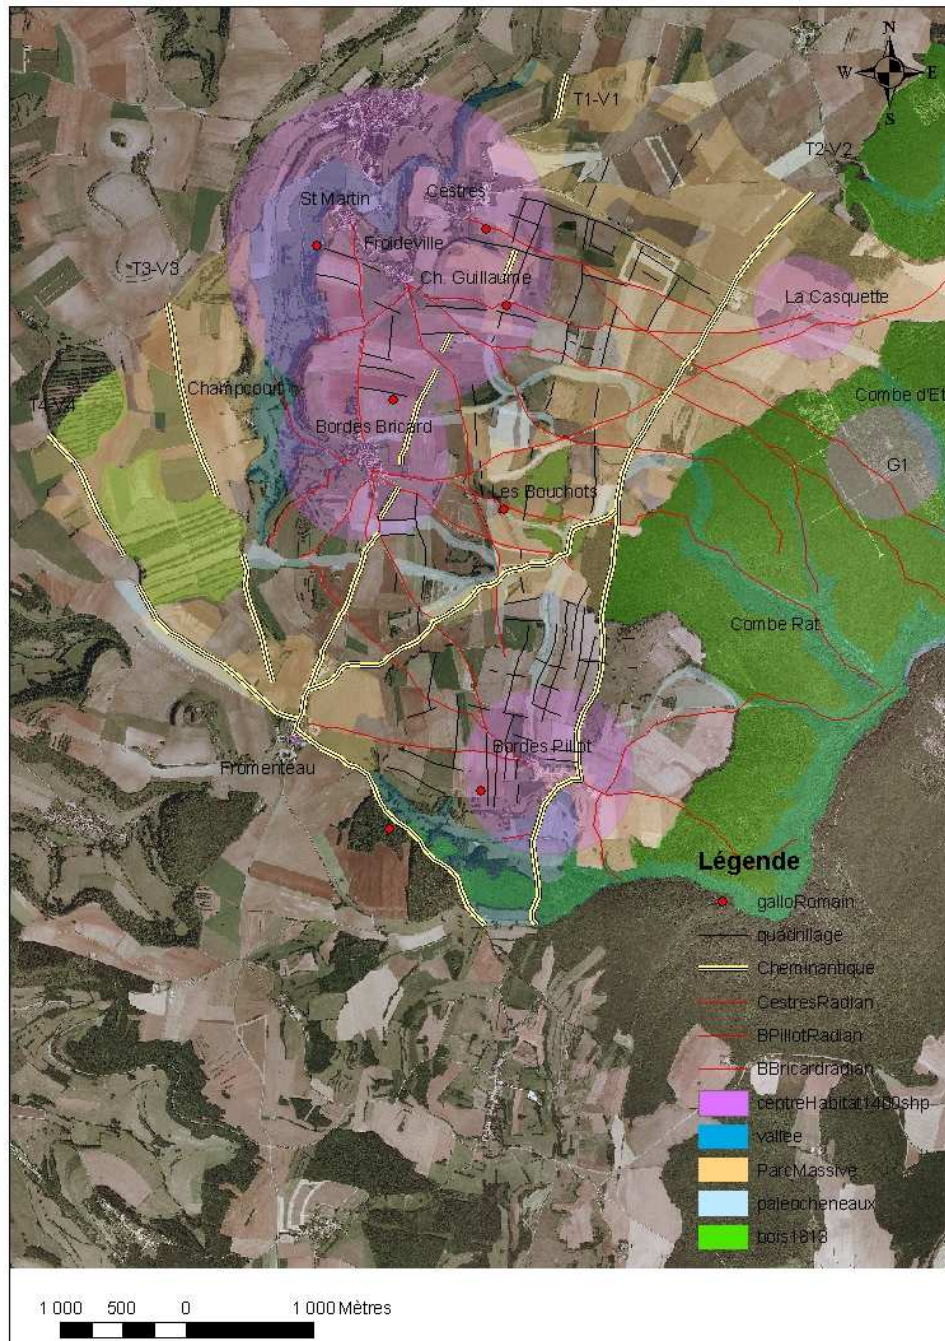 N
W E
S
T1-V1
T2-V2
St Martin
Cestres
Froideville
T3-V3
Ch. Guillaume
La Casquette
Champcourt
T4-V4
Combe d'Et
Bordes Bricard
G1
Les Bouchots
Combe Rat
Bordes Pillot
Fromenteau
Légende
galloRomain
quadrillage
Cheminantique
CestresRadian
BPillotRadian
BBricardradian
centreHabitat1400shp
vallee
ParcMassive
paleocheneaux
bois1813
1 000 500 0 1 000 Mètres